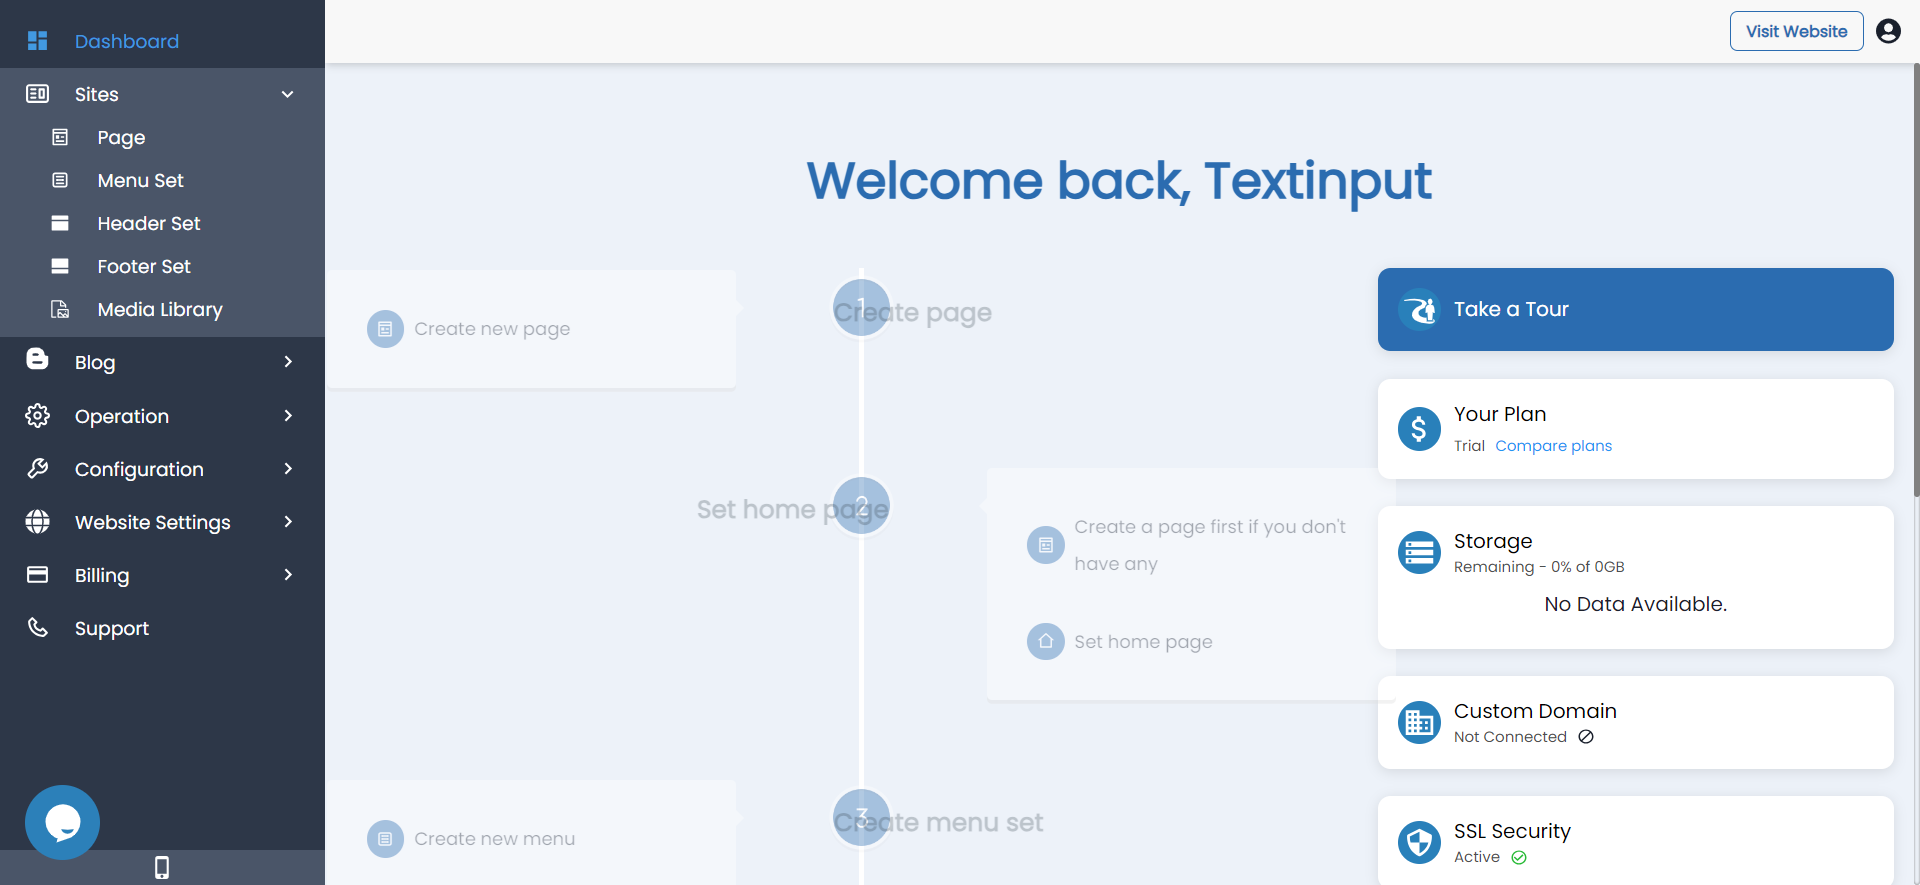 Dashboard
Sites
Page
Menu Set
Header Set
Footer Set
Media Library
Blog
Operation
Configuration
Website Settings
Billing
Support
Visit Website
Welcome back, Textinput
1
Create page
Create new page
2
Set home page
Create a page first if you don't
have any
Set home page
3
Create menu set
Create new menu
Take a Tour
Your Plan
Trial Compare plans
Storage
Remaining - 0% of 0GB
No Data Available.
Custom Domain
Not Connected
SSL Security
Active